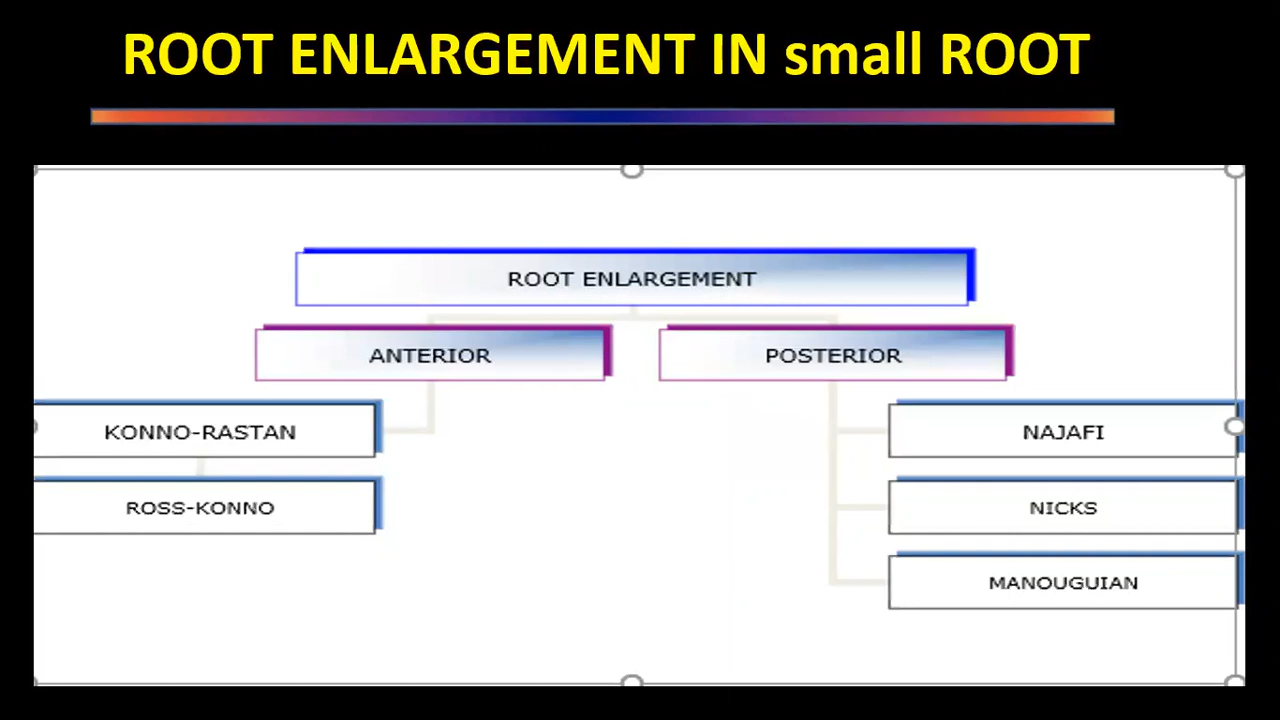 ROOT ENLARGEMENT IN small ROOT
ROOT ENLARGEMENT
ANTERIOR
POSTERIOR
KONNO-RASTAN
NAJAFI
ROSS-KONNO
NICKS
MANOUGUIAN